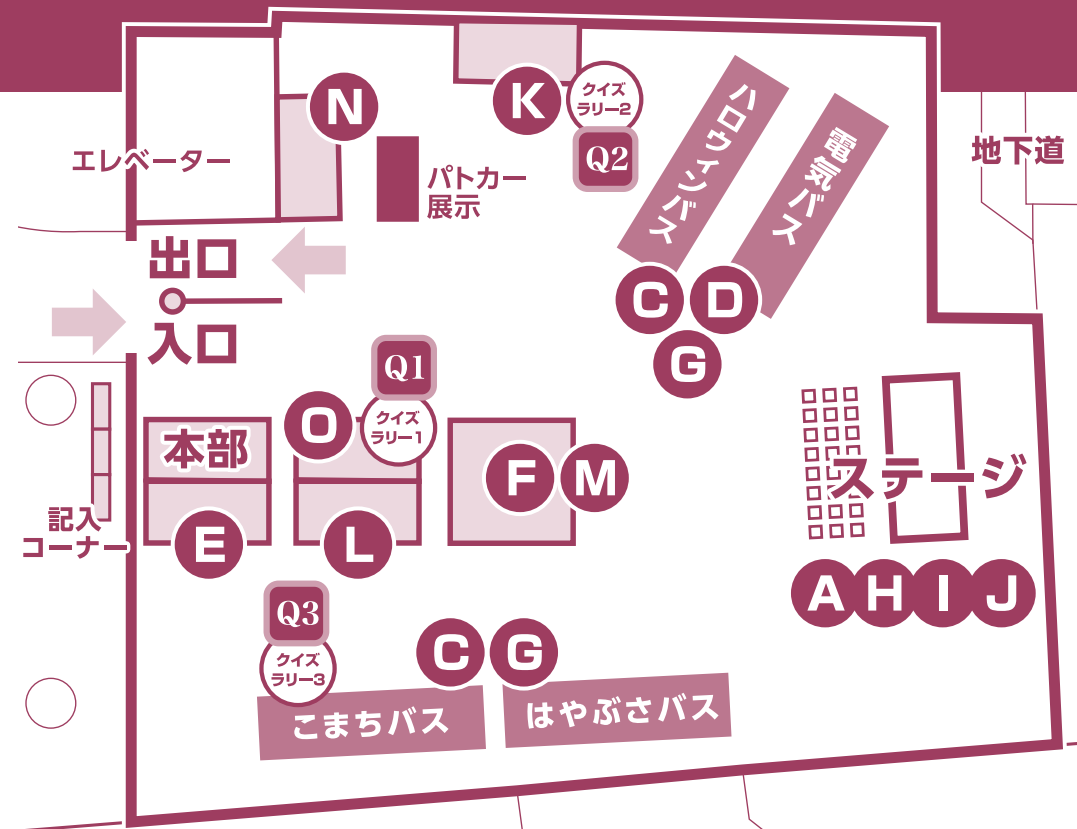 N
K
クイズ
ラリー2
Q2
ハロウィンバス
電気バス
地下道
エレベーター
パトカー
展示
出口
入口
C
D
G
Q1
クイズ
ラリー1
O
本部
F
M
ステージ
記入
コーナー
E
L
A
H
I
J
Q3
クイズ
ラリー3
C
G
こまちバス
はやぶさバス